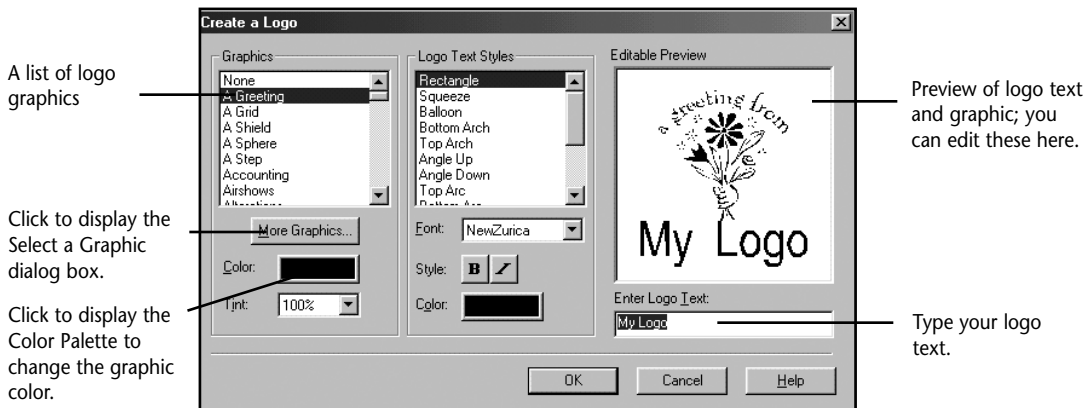 Create a Logo
A list of logo
graphics
Click to display the
Select a Graphic
dialog box.
Click to display the
Color Palette to
change the graphic
color.
Graphics
None
A Greeting
A Grid
A Shield
A Sphere
A Step
Accounting
Airshows
Alterations
More Graphics...
Color:
Tint: 100%
Logo Text Styles
Rectangle
Squeeze
Balloon
Bottom Arch
Top Arch
Angle Up
Angle Down
Top Arc
Bottom Arc
Font: NewZurica
Style: B I
Color:
Editable Preview
a greeting from
My Logo
Enter Logo Text:
My Logo
OK Cancel Help
Preview of logo text
and graphic; you
can edit these here.
Type your logo
text.